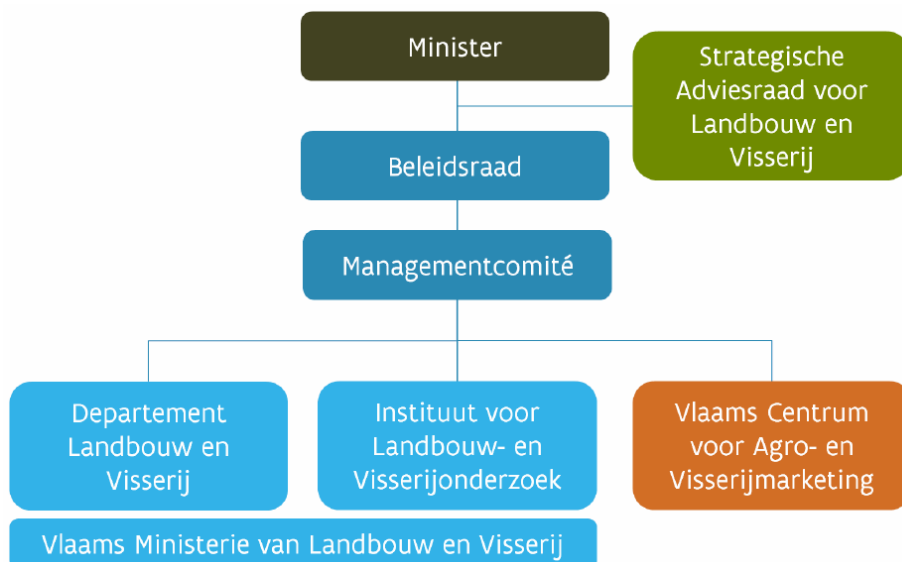 Minister
Strategische
Adviesraad voor
Landbouw en
Visserij
Beleidsraad
Managementcomité
Departement
Landbouw en
Visserij
Instituut voor
Landbouw- en
Visserijonderzoek
Vlaams Centrum
voor Agro- en
Visserijmarketing
Vlaams Ministerie van Landbouw en Visserij